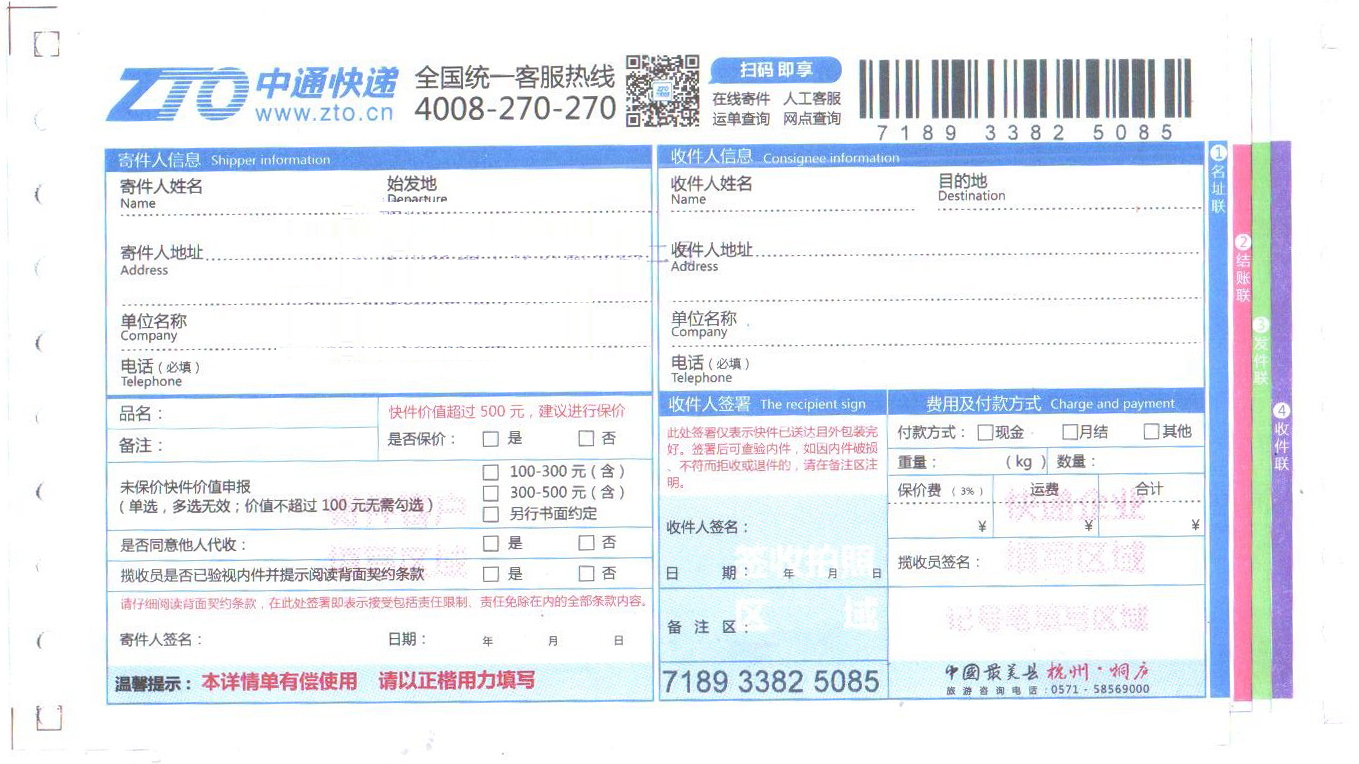 ZTO 中通快递
www.zto.cn
全国统一客服热线
4008-270-270
扫码 即享
在线寄件 人工客服
运单查询 网点查询
7189 3382 5085
寄件人信息 Shipper information
寄件人姓名 始发地
Name Departure
寄件人地址
Address
单位名称
Company
电话（必填）
Telephone
收件人信息 Consignee information
收件人姓名 目的地
Name Destination
收件人地址
Address
单位名称
Company
电话（必填）
Telephone
品名： 快件价值超过 500 元，建议进行保价
备注： 是否保价： 是 否
未保价快件价值申报
（单选，多选无效；价值不超过 100 元无需勾选）
100-300 元（含）
300-500 元（含）
另行书面约定
是否同意他人代收： 是 否
揽收员是否已验视内件并提示阅读背面契约条款 是 否
请仔细阅读背面契约条款，在此处签署即表示接受包括责任限制、责任免除在内的全部条款内容。
寄件人签名： 日期： 年 月 日
温馨提示：本详情单有偿使用 请以正楷用力填写
收件人签署 The recipient sign
此处签署仅表示快件已送达且外包装完
好。签署后可查验内件，如因内件破损
、不符而拒收或退件的，请在备注区注
明。
收件人签名：
签收拍照
日 期： 年 月 日
区 域
备 注 区：
7189 3382 5085
费用及付款方式 Charge and payment
付款方式： 现金 月结 其他
重量： （kg） 数量：
保价费（3%） 运费 合计
¥ ¥ ¥
快递企业
填写区域
揽收员签名：
记号笔填写区域
中国最美县 杭州·桐庐
旅游咨询电话：0571-58569000
1 名址联
2 结账联
3 发件联
4 收件联